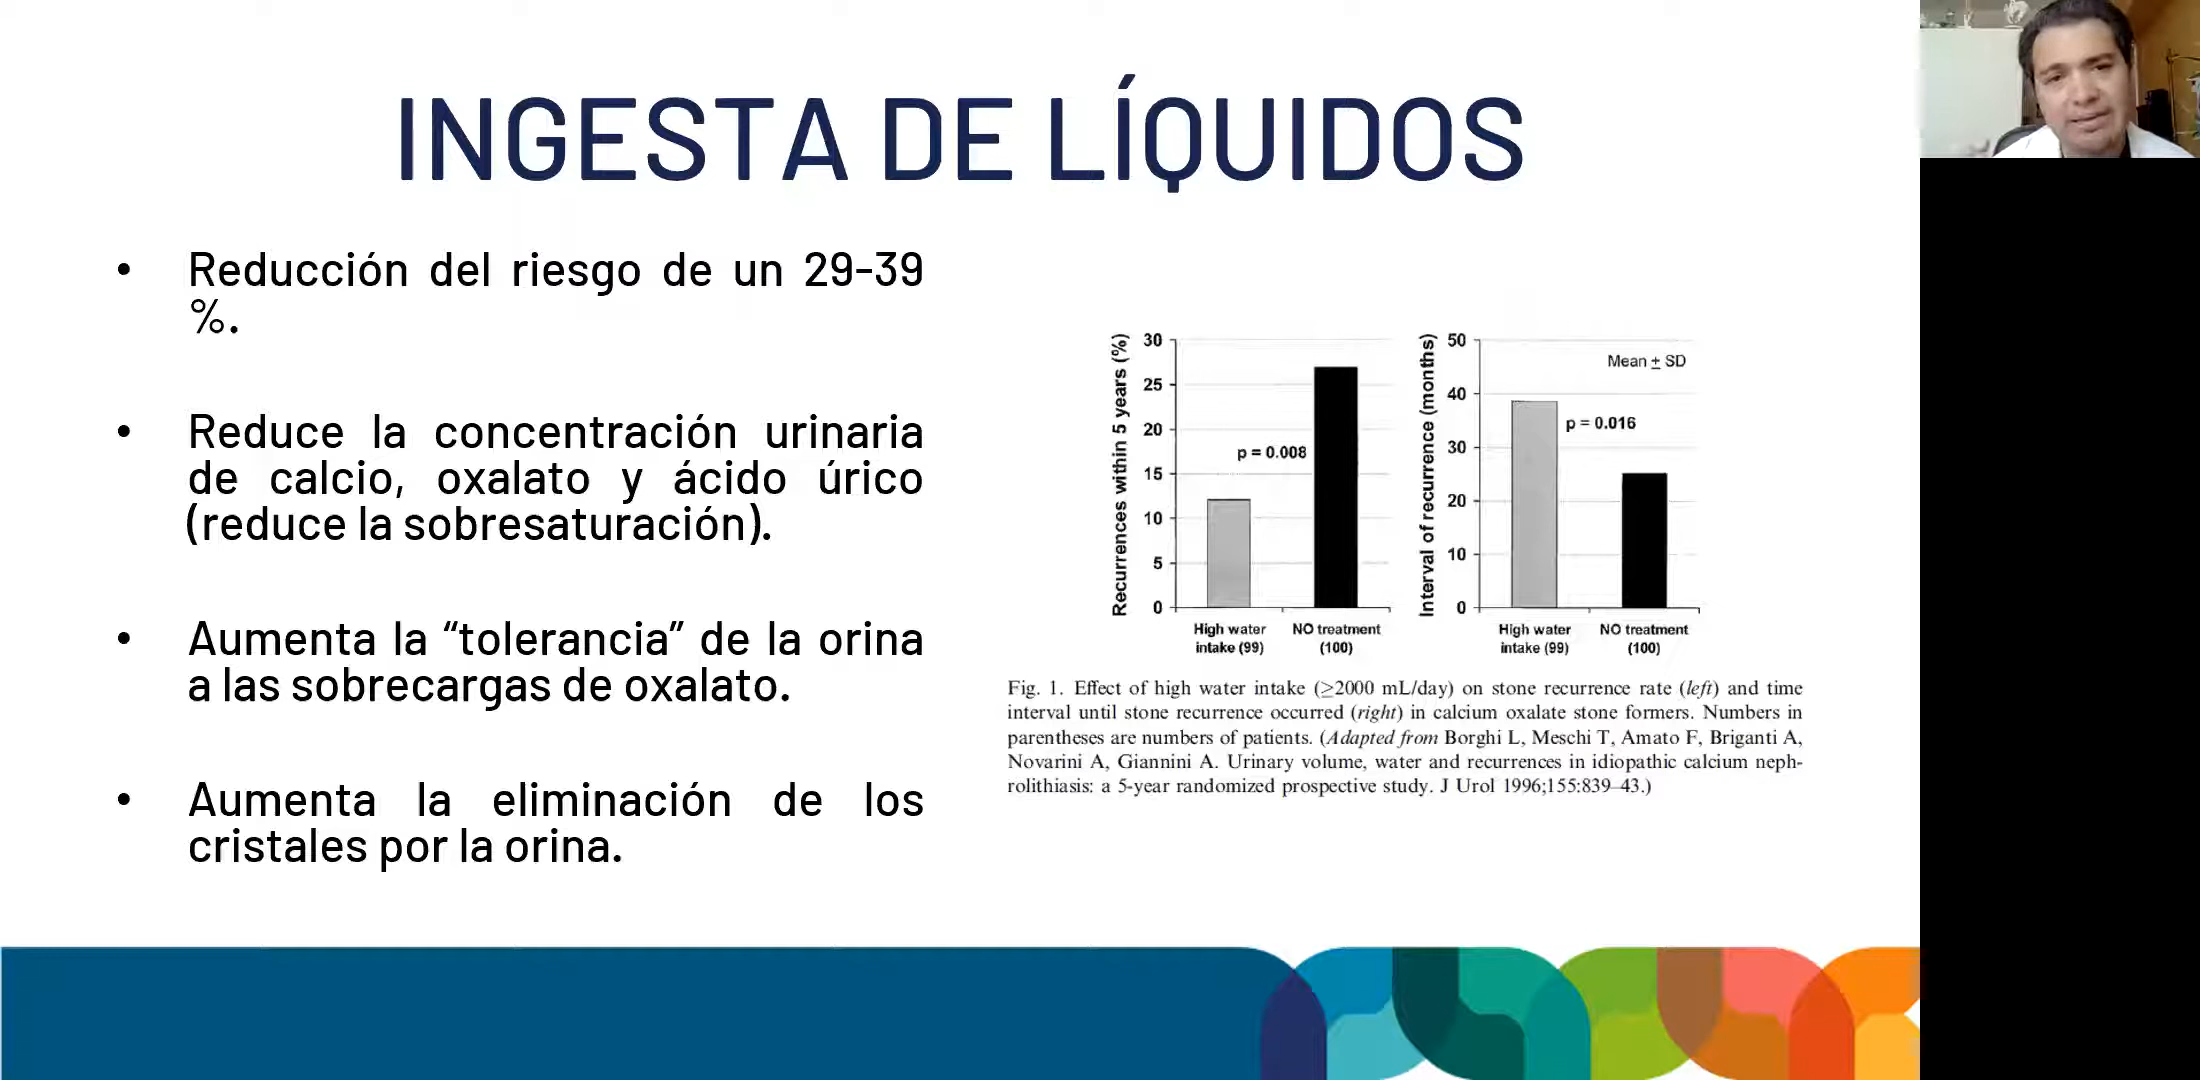 INGESTA DE LÍQUIDOS
• Reducción del riesgo de un 29-39
%.
• Reduce la concentración urinaria
de calcio, oxalato y ácido úrico
(reduce la sobresaturación).
• Aumenta la “tolerancia” de la orina
a las sobrecargas de oxalato.
• Aumenta la eliminación de los
cristales por la orina.
Recurrences within 5 years (%)
30
25
20
15
10
5
0
p = 0.008
High water
intake (99)
NO treatment
(100)
Interval of recurrence (months)
50
40
30
20
10
0
Mean ± SD
p = 0.016
High water
intake (99)
NO treatment
(100)
Fig. 1. Effect of high water intake (≥2000 mL/day) on stone recurrence rate (left) and time
interval until stone recurrence occurred (right) in calcium oxalate stone formers. Numbers in
parentheses are numbers of patients. (Adapted from Borghi L, Meschi T, Amato F, Briganti A,
Novarini A, Giannini A. Urinary volume, water and recurrences in idiopathic calcium neph-
rolithiasis: a 5-year randomized prospective study. J Urol 1996;155:839–43.)